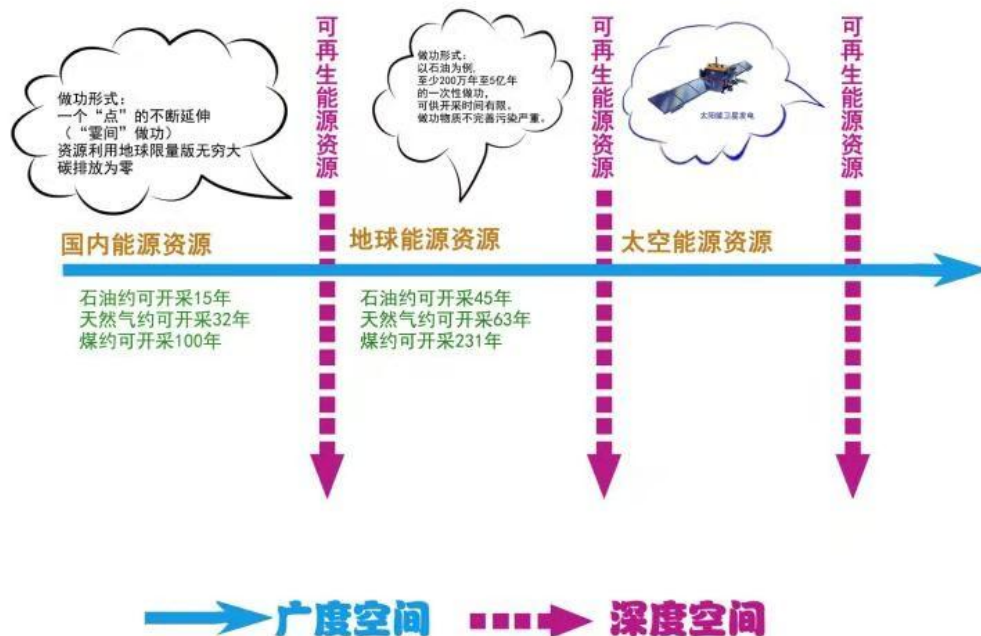 做功形式：
一个“点”的不断延伸
（“霎间”做功）
资源利用地球限量版无穷大
碳排放为零
可再生能源资源
做功形式：
以石油为例，
至少200万年至5亿年
的一次性做功，
可供开采时间有限。
做功物质不完善污染严重。
可再生能源资源
太阳能卫星发电
可再生能源资源
国内能源资源
地球能源资源
太空能源资源
石油约可开采15年
天然气约可开采32年
煤约可开采100年
石油约可开采45年
天然气约可开采63年
煤约可开采231年
广度空间
深度空间